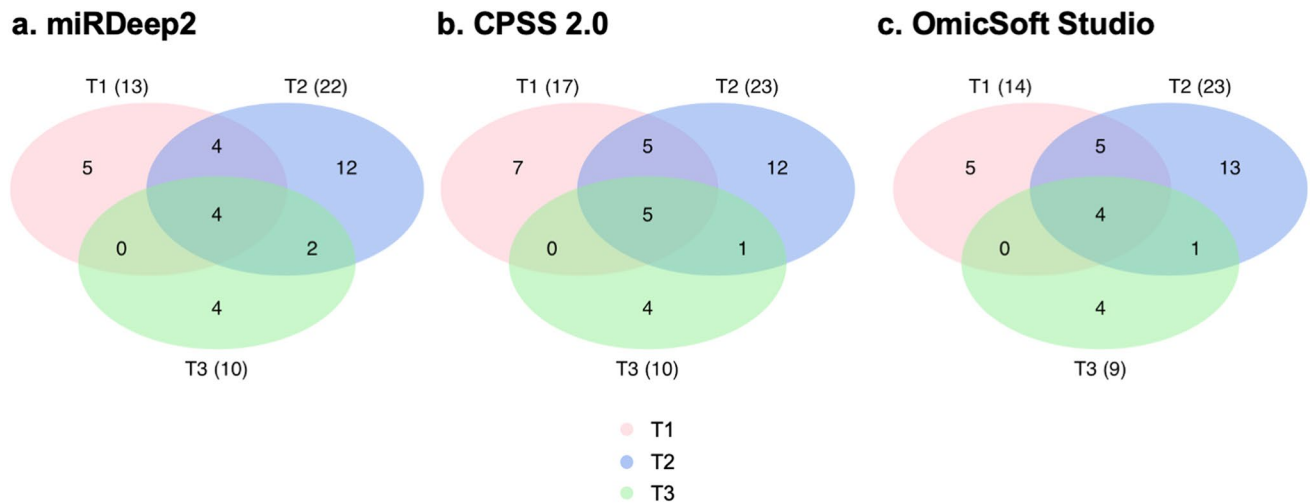 a. miRDeep2
b. CPSS 2.0
c. OmicSoft Studio
T1 (13)
T2 (22)
4
5
12
4
0
2
4
T3 (10)
T1 (17)
T2 (23)
5
7
12
5
0
1
4
T3 (10)
T1 (14)
T2 (23)
5
5
13
4
0
1
4
T3 (9)
T1
T2
T3